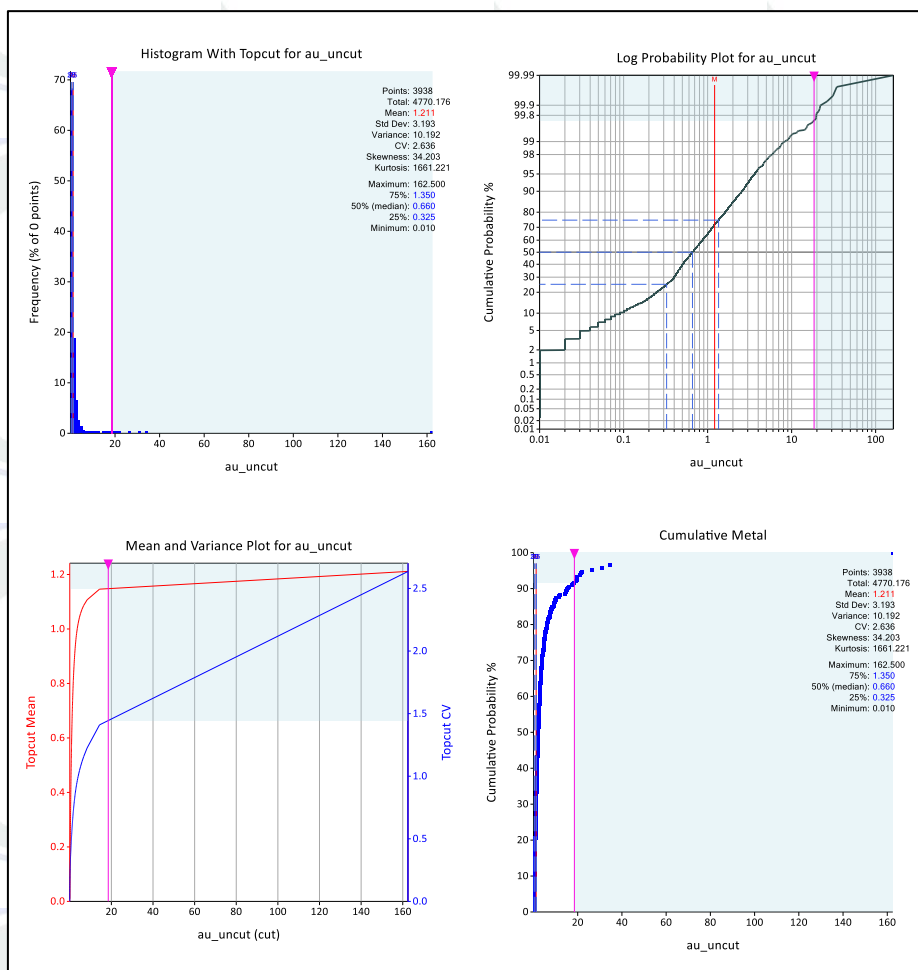 Histogram With Topcut for au_uncut
Frequency (% of 0 points)
70
60
50
40
30
20
10
0
Points: 3938
Total: 4770.176
Mean: 1.211
Std Dev: 3.193
Variance: 10.192
CV: 2.636
Skewness: 34.203
Kurtosis: 1661.221
Maximum: 162.500
75%: 1.350
50% (median): 0.660
25%: 0.325
Minimum: 0.010
0 20 40 60 80 100 120 140 160
au_uncut
Log Probability Plot for au_uncut
Cumulative Probability %
M
99.99
99.9
99.8
99
98
95
90
80
70
60
50
40
30
20
10
5
2
1
0.5
0.2
0.1
0.05
0.02
0.01
0.01 0.1 1 10 100
au_uncut
Mean and Variance Plot for au_uncut
Topcut Mean
1.2
1.0
0.8
0.6
0.4
0.2
0.0
20 40 60 80 100 120 140 160
au_uncut (cut)
2.5
2.0
1.5
1.0
0.5
0.0
Topcut CV
Cumulative Metal
Cumulative Probability %
100
90
80
70
60
50
40
30
20
10
0
Points: 3938
Total: 4770.176
Mean: 1.211
Std Dev: 3.193
Variance: 10.192
CV: 2.636
Skewness: 34.203
Kurtosis: 1661.221
Maximum: 162.500
75%: 1.350
50% (median): 0.660
25%: 0.325
Minimum: 0.010
0 20 40 60 80 100 120 140 160
au_uncut